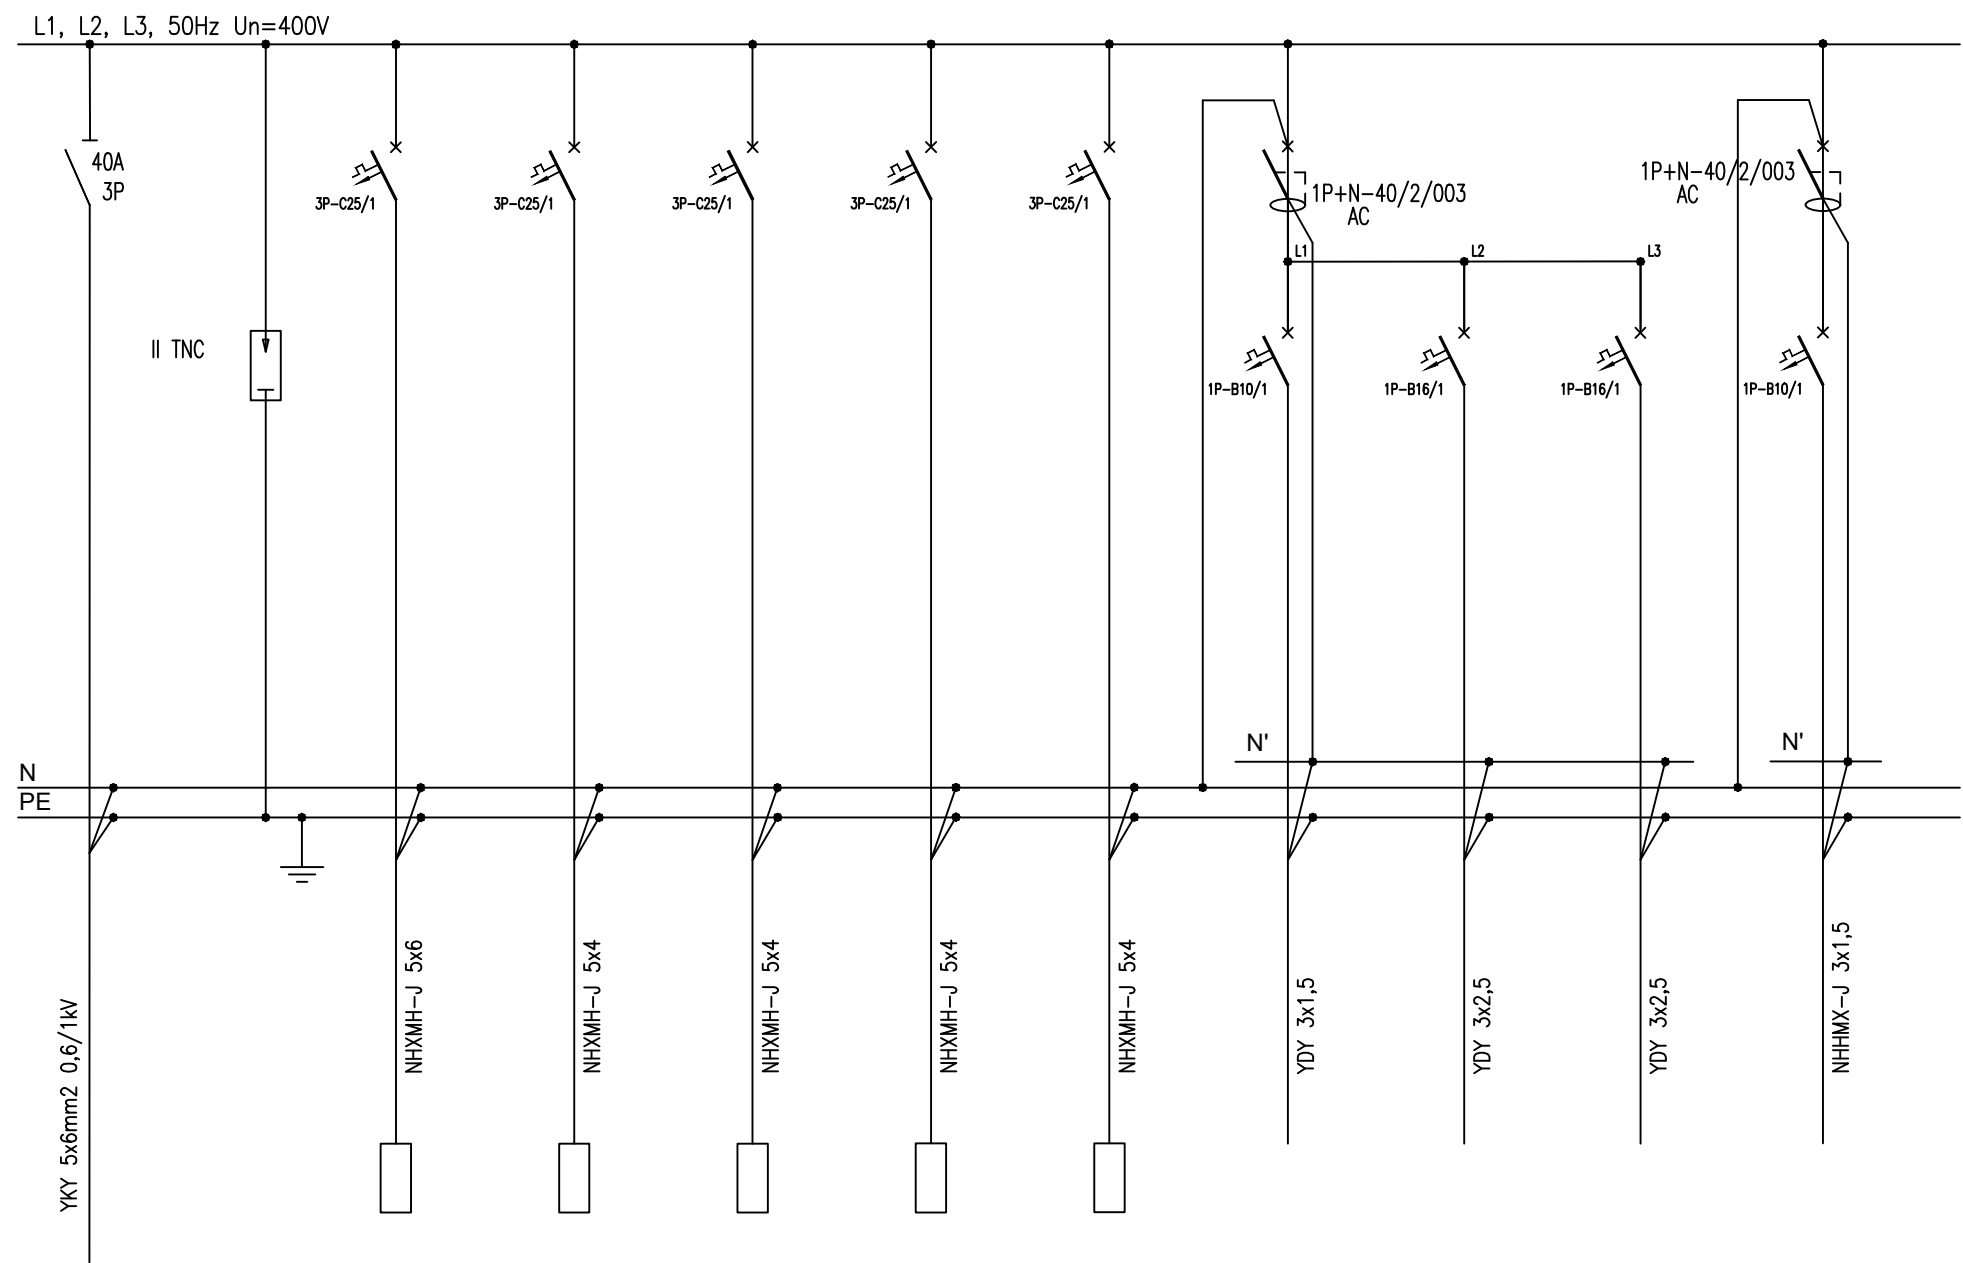 L1, L2, L3, 50Hz Un=400V
40A
3P
3P-C25/1
3P-C25/1
3P-C25/1
3P-C25/1
3P-C25/1
1P+N-40/2/003
AC
1P+N-40/2/003
AC
L1
L2
L3
II TNC
1P-B10/1
1P-B16/1
1P-B16/1
1P-B10/1
N'
N'
N
PE
YKY 5x6mm2 0,6/1kV
NHXMH-J 5x6
NHXMH-J 5x4
NHXMH-J 5x4
NHXMH-J 5x4
NHXMH-J 5x4
YDY 3x1,5
YDY 3x2,5
YDY 3x2,5
NHHMX-J 3x1,5